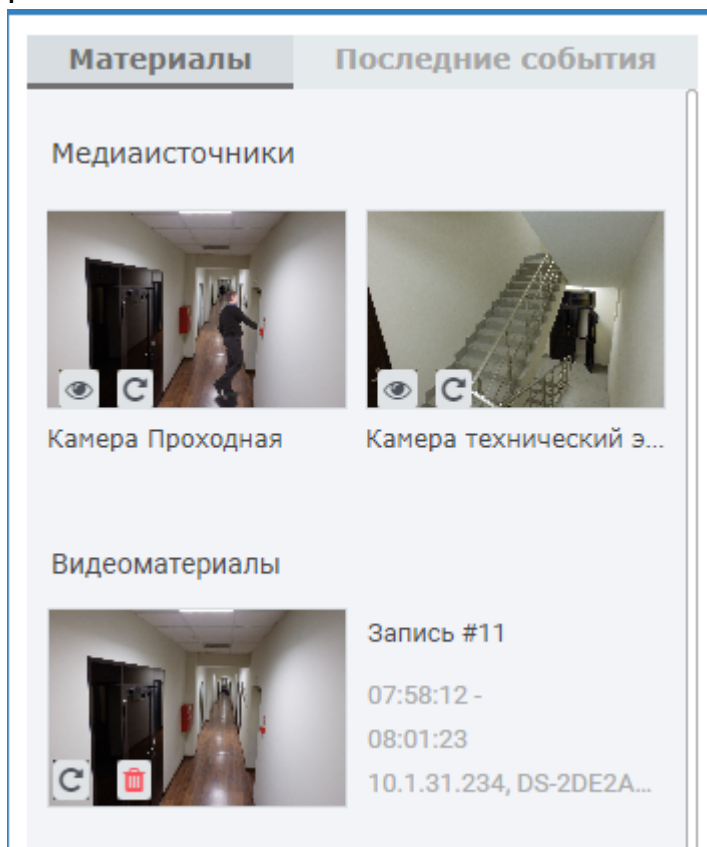 Материалы
Последние события
Медиаисточники
Камера Проходная
Камера технический э...
Видеоматериалы
Запись #11
07:58:12 -
08:01:23
10.1.31.234, DS-2DE2A...